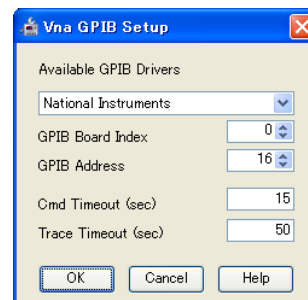 Vna GPIB Setup
Available GPIB Drivers
National Instruments
GPIB Board Index 0
GPIB Address 16
Cmd Timeout (sec) 15
Trace Timeout (sec) 50
OK Cancel Help